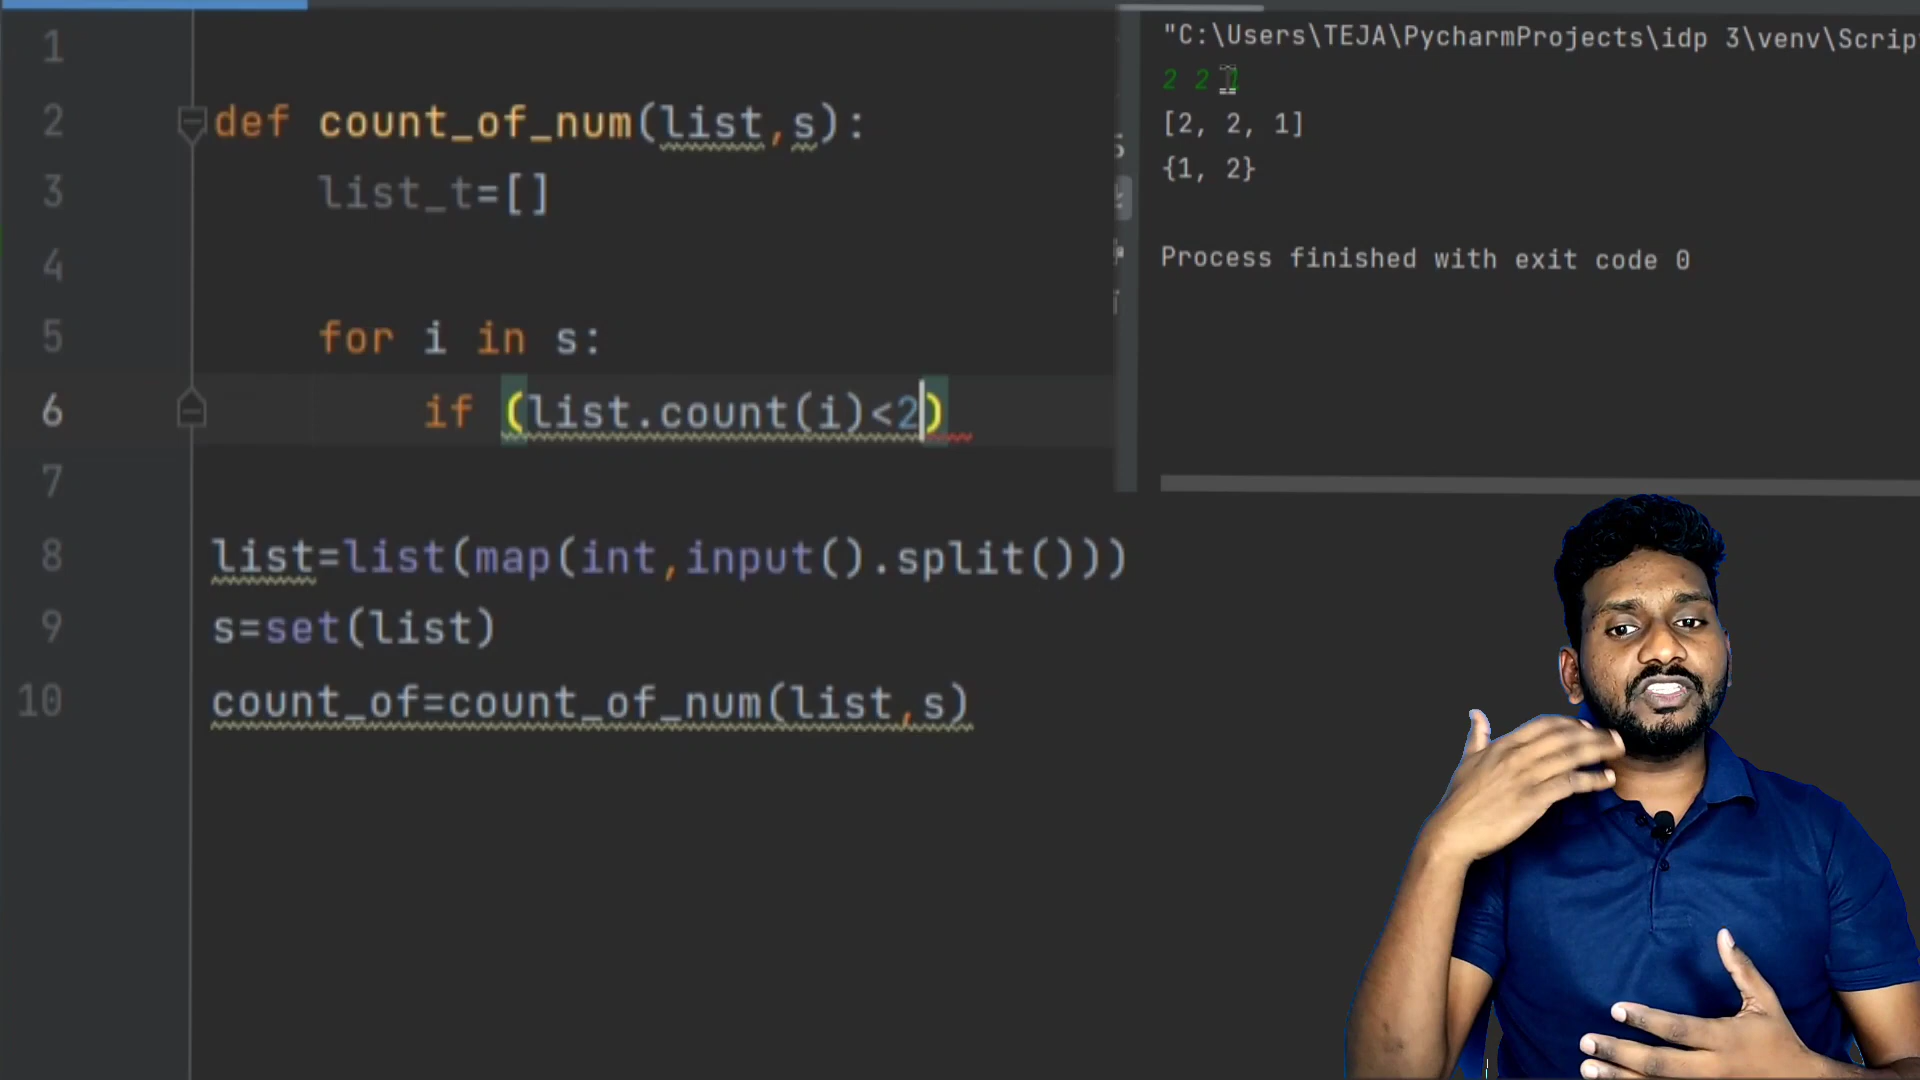 1
2 def count_of_num(list,s):
3 list_t=[]
4
5 for i in s:
6 if (list.count(i)<2)
7
8 list=list(map(int,input().split()))
9 s=set(list)
10 count_of=count_of_num(list,s)
"C:\Users\TEJA\PycharmProjects\idp 3\venv\Scrip
2 2
[2, 2, 1]
{1, 2}
Process finished with exit code 0